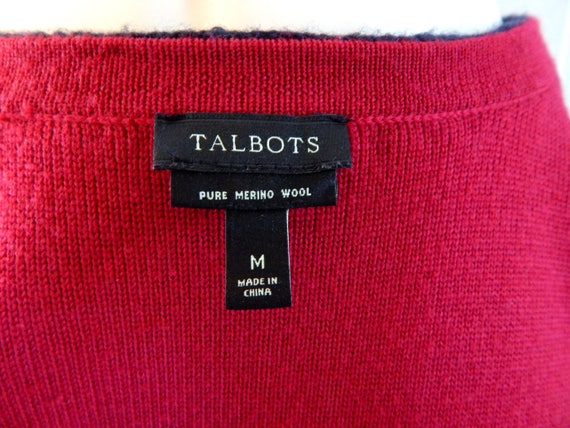 TALBOTS
PURE MERINO WOOL
M
MADE IN
CHINA